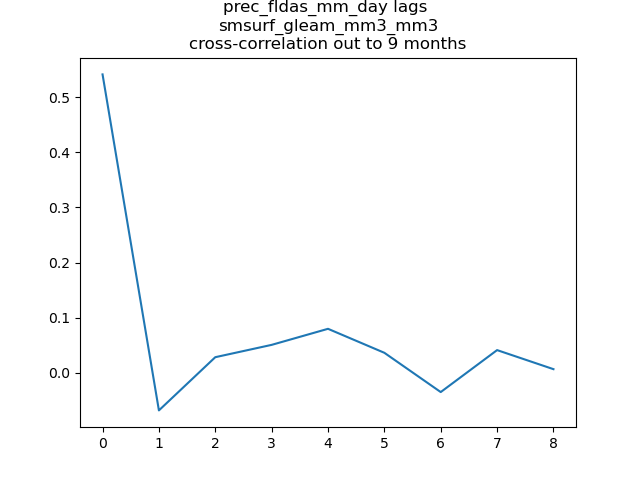 prec_fldas_mm_day lags
smsurf_gleam_mm3_mm3
cross-correlation out to 9 months
0.5
0.4
0.3
0.2
0.1
0.0
0 1 2 3 4 5 6 7 8